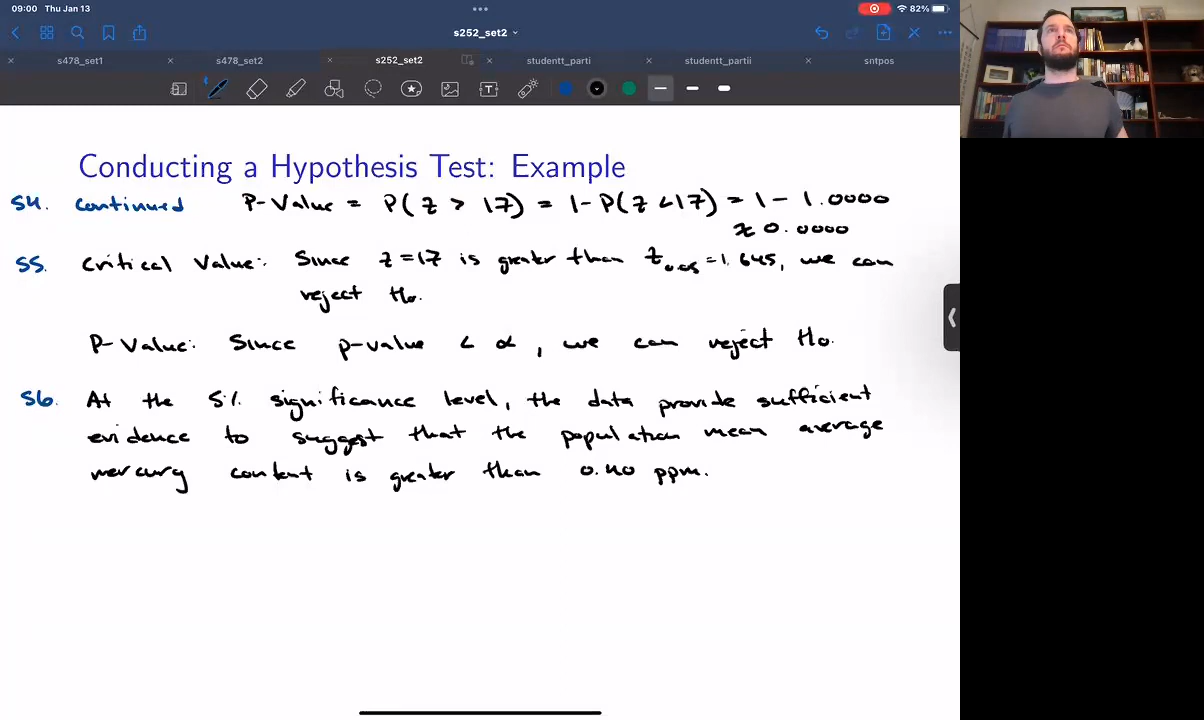 09:00 Thu Jan 13
82%
s252_set2
s478_set1
s478_set2
s252_set2
studentt_parti
studentt_partii
sntpos
Conducting a Hypothesis Test: Example
S4. Continued P-Value = P(Z > 17) = 1 - P(Z < 17) = 1 - 1.0000
≈ 0.0000
S5. Critical Value: Since z=17 is greater than z0.05=1.645, we can
reject H0.
P-Value: Since p-value < α, we can reject H0.
S6. At the 5% significance level, the data provide sufficient
evidence to suggest that the population mean average
mercury content is greater than 0.40 ppm.